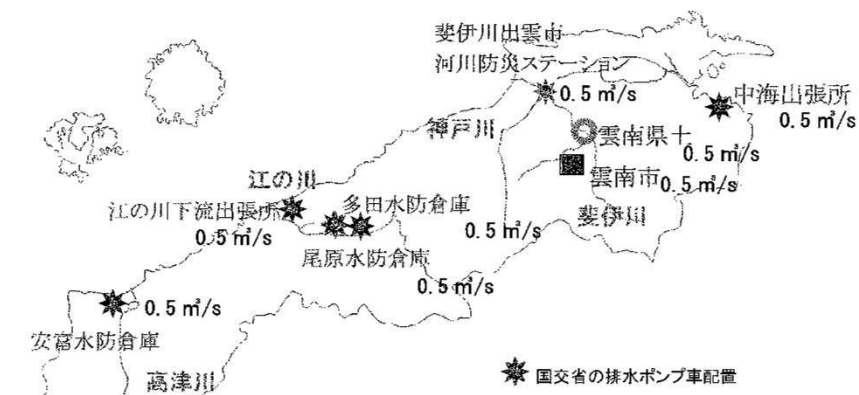 斐伊川出雲市
河川防災ステーション
0.5 ㎥/s
中海出張所
0.5 ㎥/s
神戸川
雲南県土
0.5 ㎥/s
雲南市 0.5 ㎥/s
江の川
多田水防倉庫
江の川下流出張所
0.5 ㎥/s
斐伊川
0.5 ㎥/s
尾原水防倉庫
0.5 ㎥/s
0.5 ㎥/s
安富水防倉庫
高津川
国交省の排水ポンプ車配置